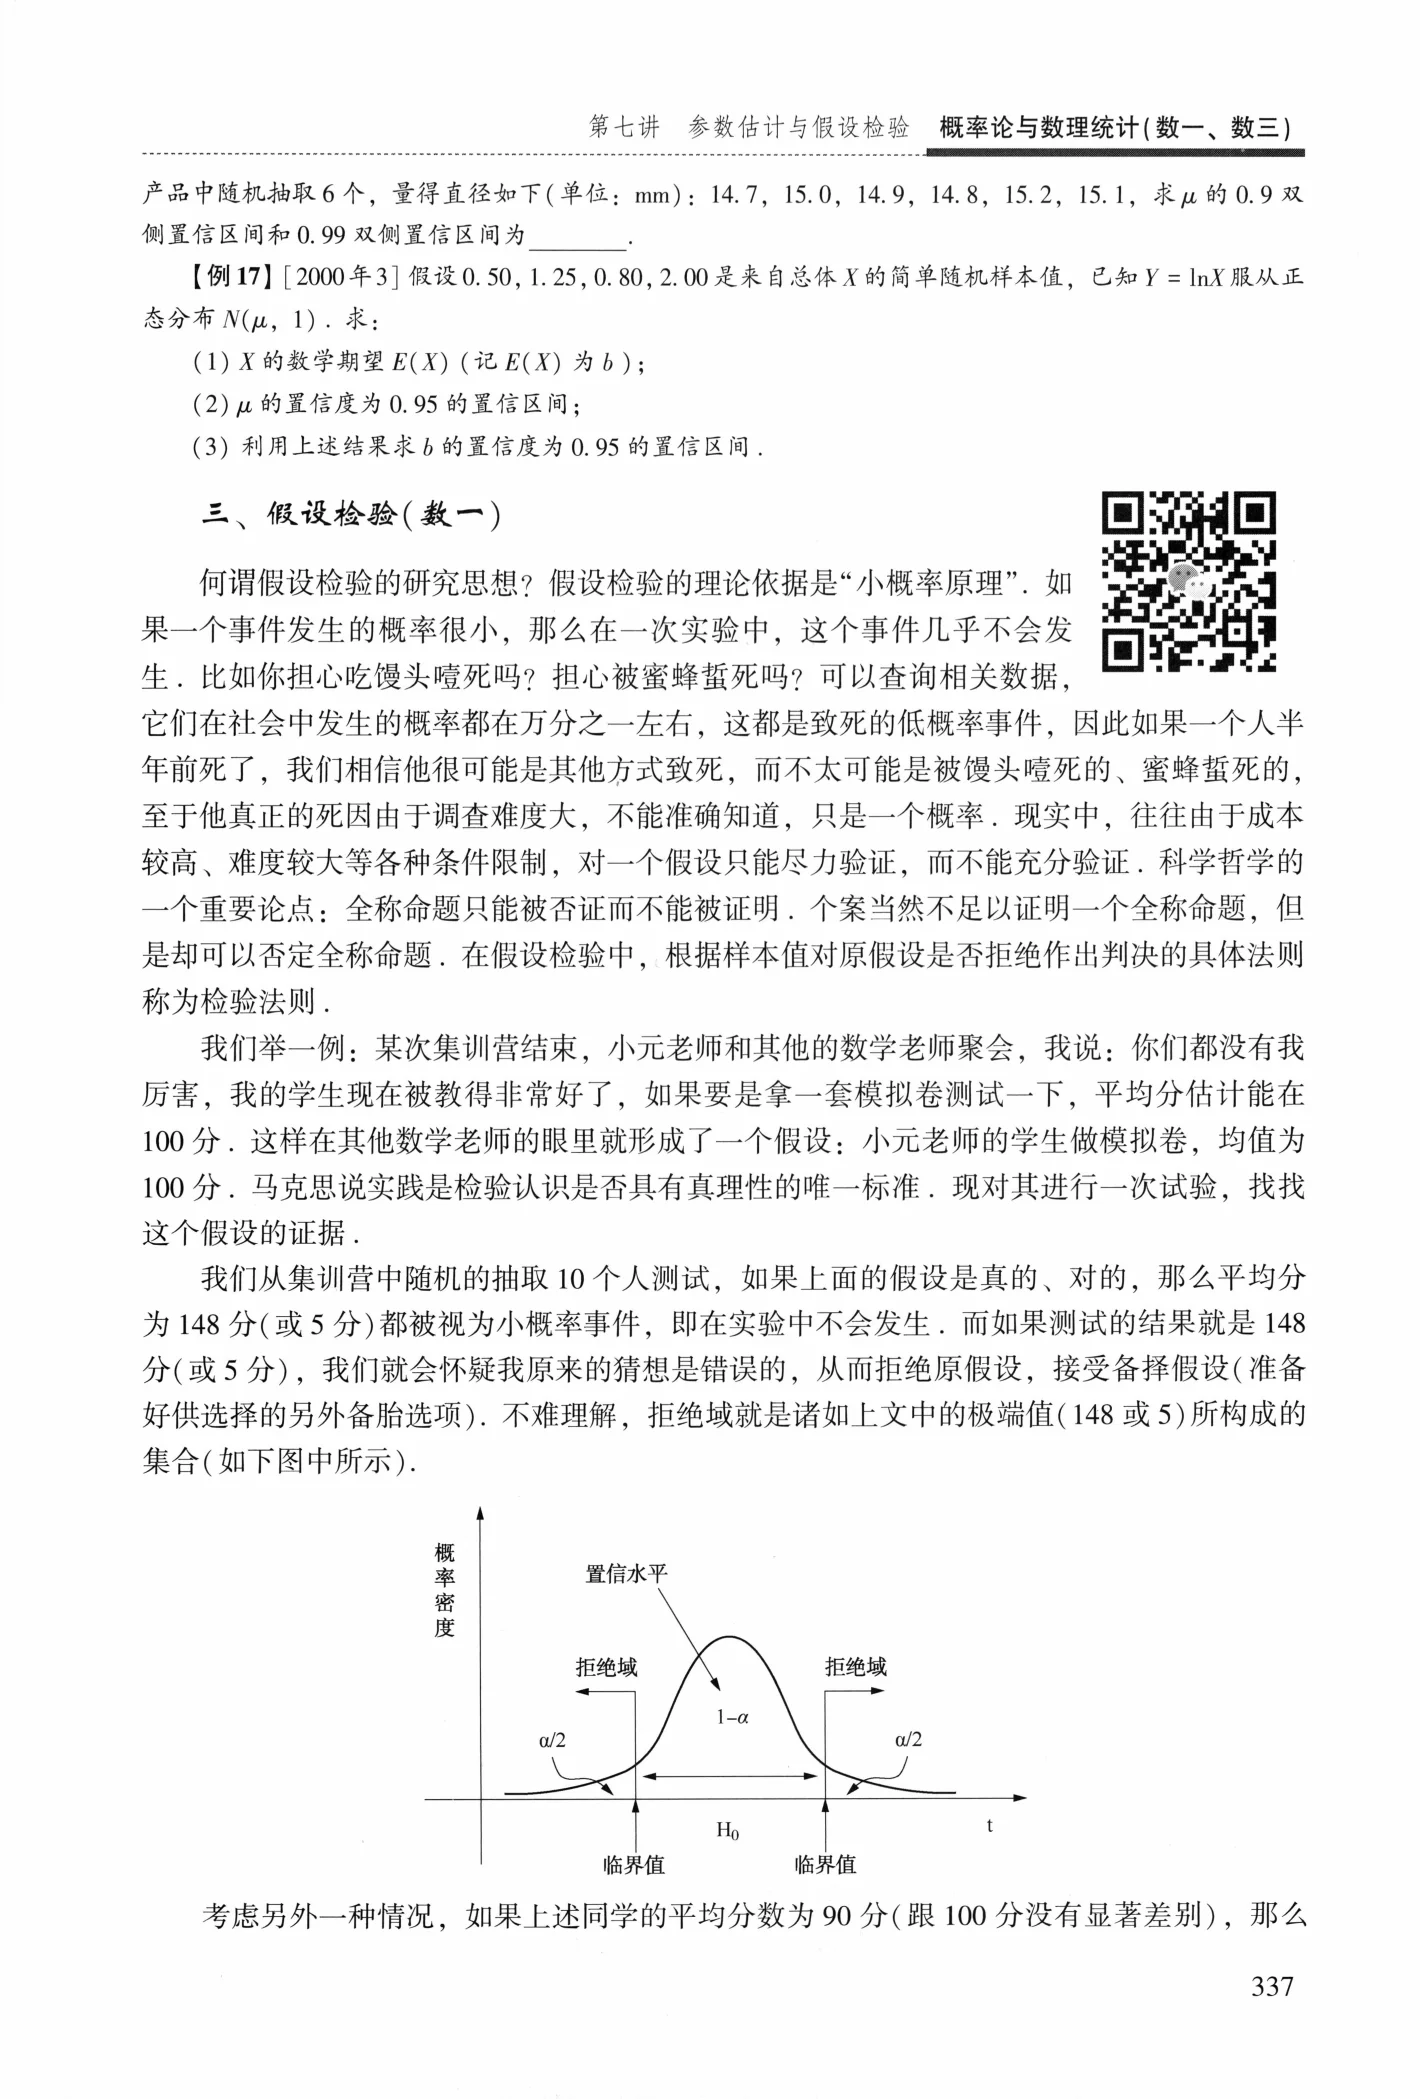 第七讲 参数估计与假设检验 概率论与数理统计(数一、数三)
产品中随机抽取 6 个，量得直径如下(单位：mm)：14.7，15.0，14.9，14.8，15.2，15.1，求 μ 的 0.9 双
侧置信区间和 0.99 双侧置信区间为________.
【例 17】[2000年3] 假设 0.50, 1.25, 0.80, 2.00 是来自总体 X 的简单随机样本值，已知 Y = lnX 服从正
态分布 N(μ, 1). 求：
(1) X 的数学期望 E(X) (记 E(X) 为 b)；
(2) μ 的置信度为 0.95 的置信区间；
(3) 利用上述结果求 b 的置信度为 0.95 的置信区间.
三、假设检验(数一)
何谓假设检验的研究思想？假设检验的理论依据是“小概率原理”. 如
果一个事件发生的概率很小，那么在一次实验中，这个事件几乎不会发
生. 比如你担心吃馒头噎死吗？担心被蜜蜂蜇死吗？可以查询相关数据，
它们在社会中发生的概率都在万分之一左右，这都是致死的低概率事件，因此如果一个人半
年前死了，我们相信他很可能是其他方式致死，而不太可能是被馒头噎死的、蜜蜂蜇死的，
至于他真正的死因由于调查难度大，不能准确知道，只是一个概率. 现实中，往往由于成本
较高、难度较大等各种条件限制，对一个假设只能尽力验证，而不能充分验证. 科学哲学的
一个重要论点：全称命题只能被否证而不能被证明. 个案当然不足以证明一个全称命题，但
是却可以否定全称命题. 在假设检验中，根据样本值对原假设是否拒绝作出判决的具体法则
称为检验法则.
我们举一例：某次集训营结束，小元老师和其他的数学老师聚会，我说：你们都没有我
厉害，我的学生现在被教得非常好了，如果要是拿一套模拟卷测试一下，平均分估计能在
100 分. 这样在其他数学老师的眼里就形成了一个假设：小元老师的学生做模拟卷，均值为
100 分. 马克思说实践是检验认识是否具有真理性的唯一标准. 现对其进行一次试验，找找
这个假设的证据.
我们从集训营中随机的抽取 10 个人测试，如果上面的假设是真的、对的，那么平均分
为 148 分(或 5 分)都被视为小概率事件，即在实验中不会发生. 而如果测试的结果就是 148
分(或 5 分)，我们就会怀疑我原来的猜想是错误的，从而拒绝原假设，接受备择假设(准备
好供选择的另外备胎选项). 不难理解，拒绝域就是诸如上文中的极端值(148 或 5)所构成的
集合(如下图中所示).
概率密度
置信水平
拒绝域 拒绝域
1-α
α/2 α/2
H₀ t
临界值 临界值
考虑另外一种情况，如果上述同学的平均分数为 90 分(跟 100 分没有显著差别)，那么
337